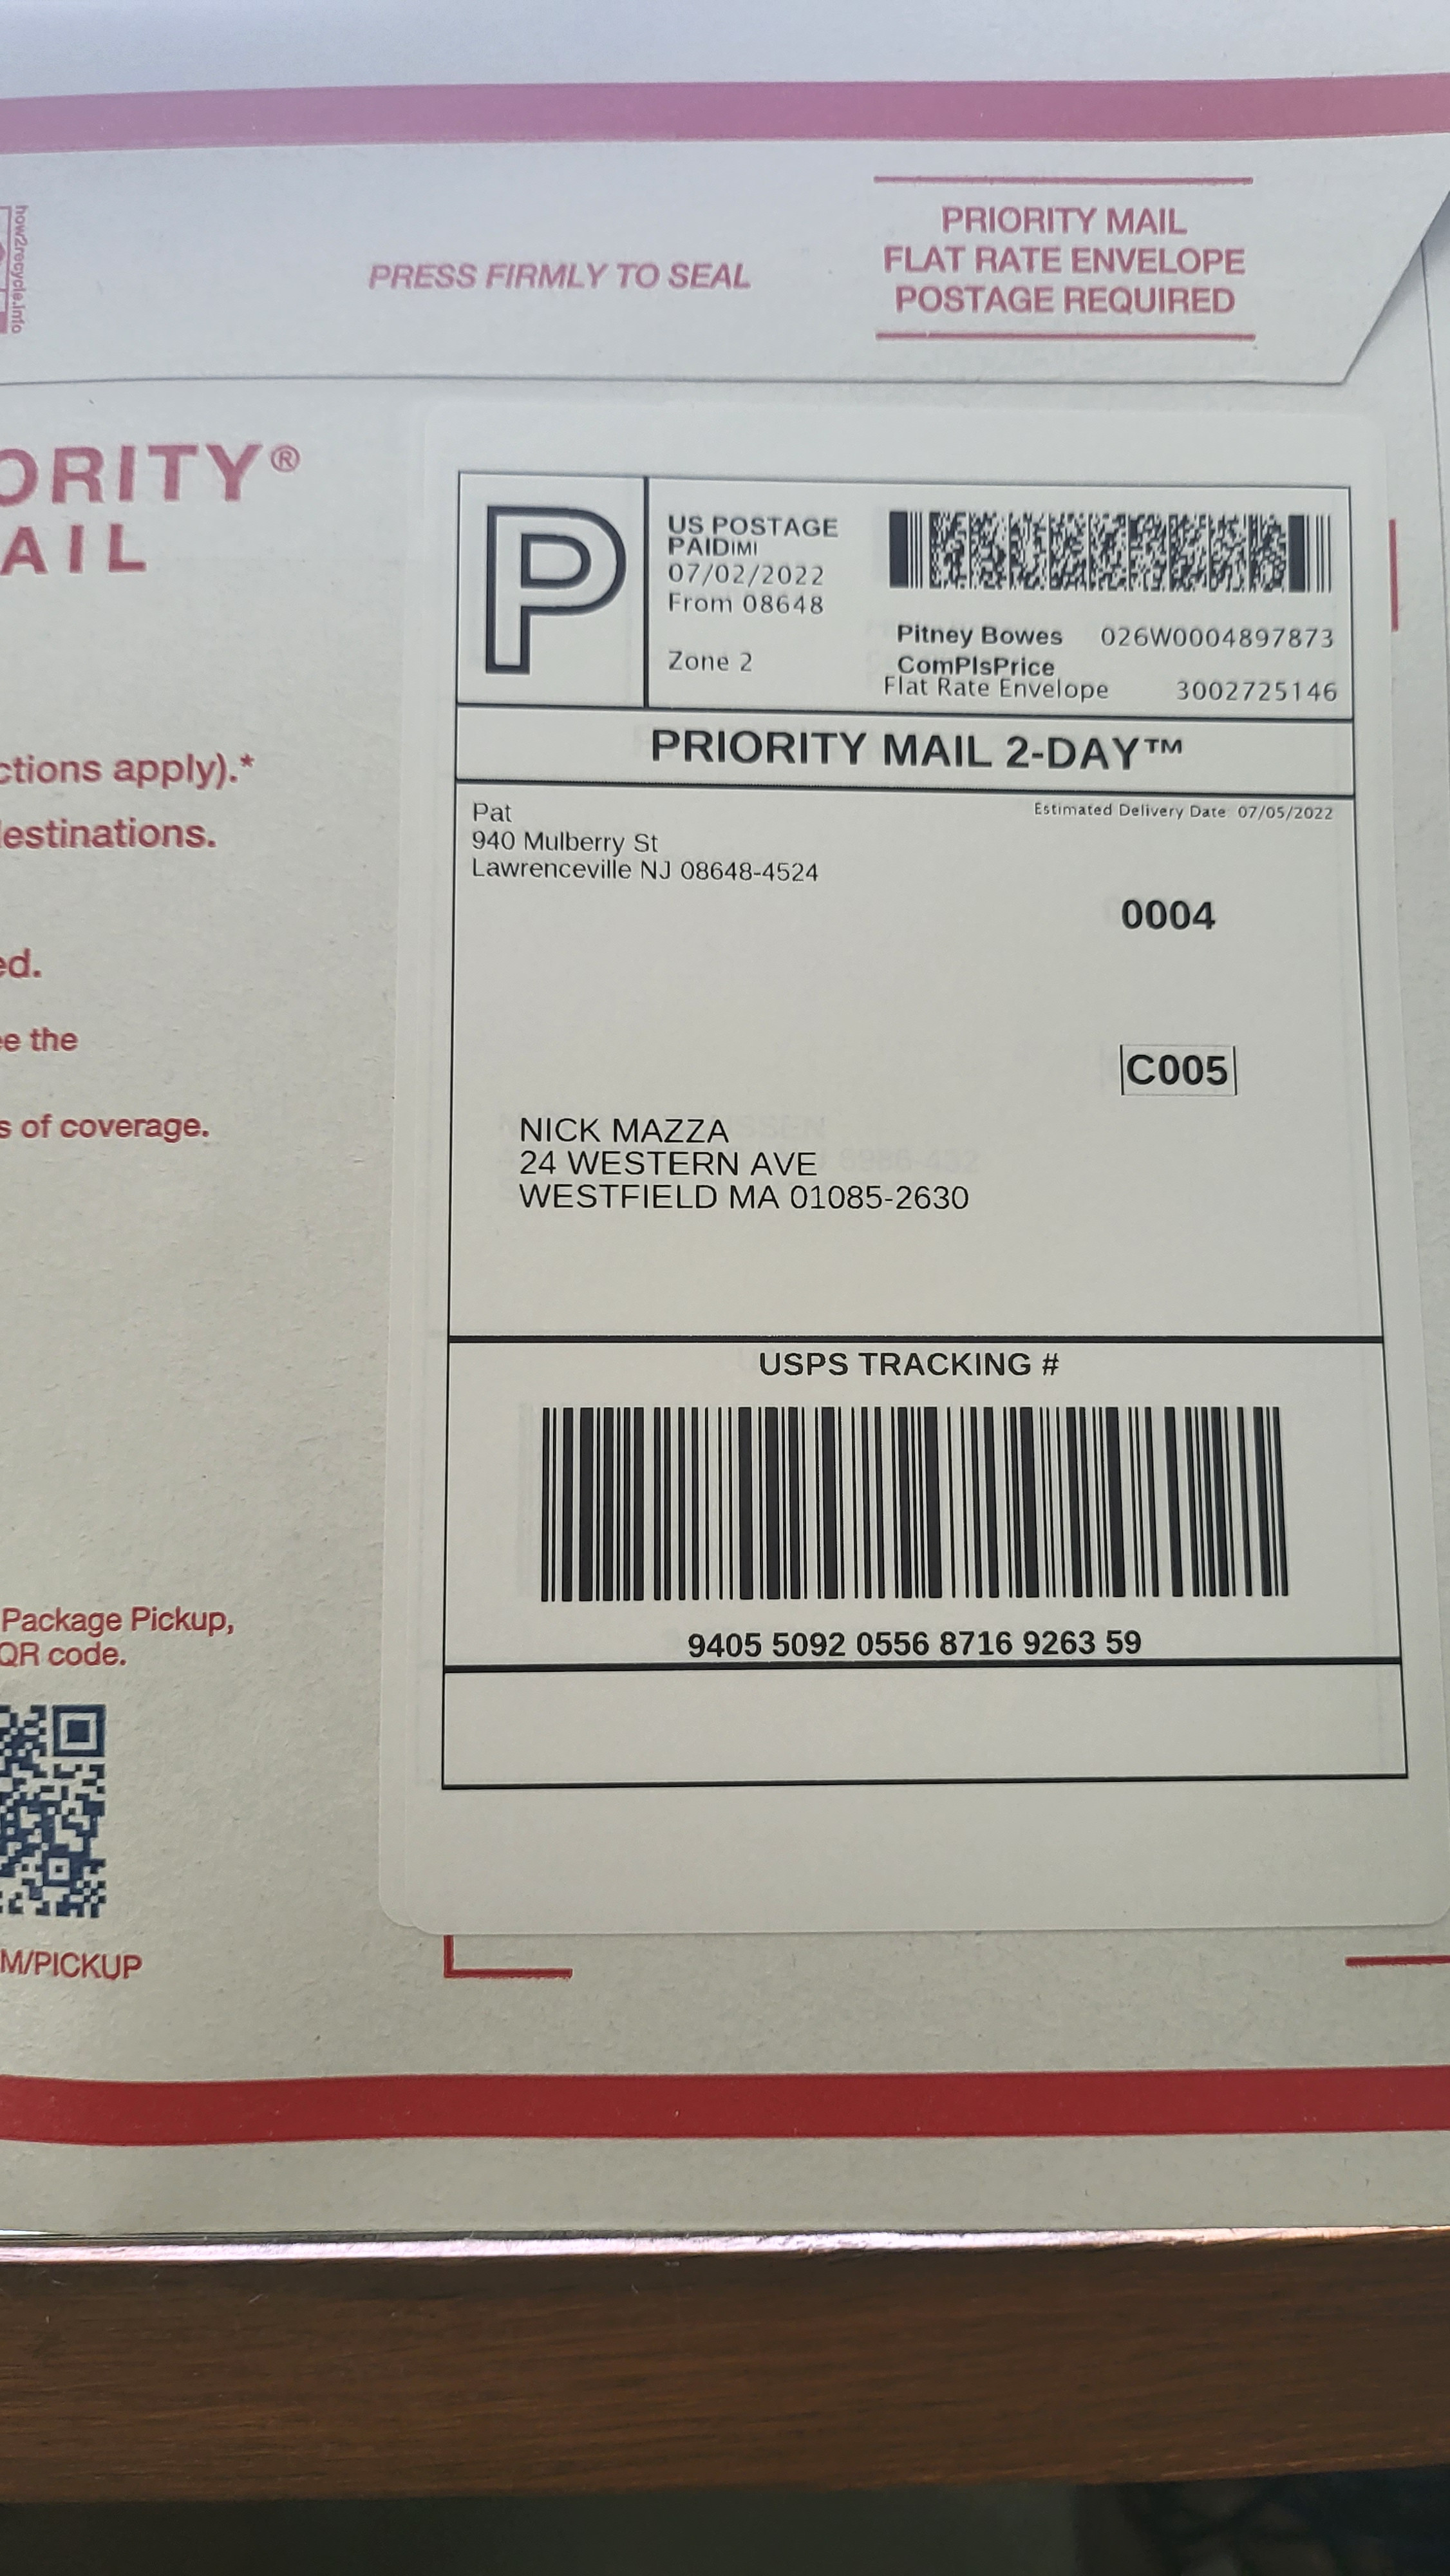 how2recycle.info
PRESS FIRMLY TO SEAL
PRIORITY MAIL
FLAT RATE ENVELOPE
POSTAGE REQUIRED
ORITY®
AIL
ctions apply).*
estinations.
ed.
e the
s of coverage.
Package Pickup,
QR code.
M/PICKUP
P
US POSTAGE
PAIDIMI
07/02/2022
From 08648
Zone 2
Pitney Bowes 026W0004897873
ComPlsPrice
Flat Rate Envelope 3002725146
PRIORITY MAIL 2-DAY™
Pat
940 Mulberry St
Lawrenceville NJ 08648-4524
Estimated Delivery Date 07/05/2022
0004
C005
NICK MAZZA
24 WESTERN AVE
WESTFIELD MA 01085-2630
USPS TRACKING #
9405 5092 0556 8716 9263 59